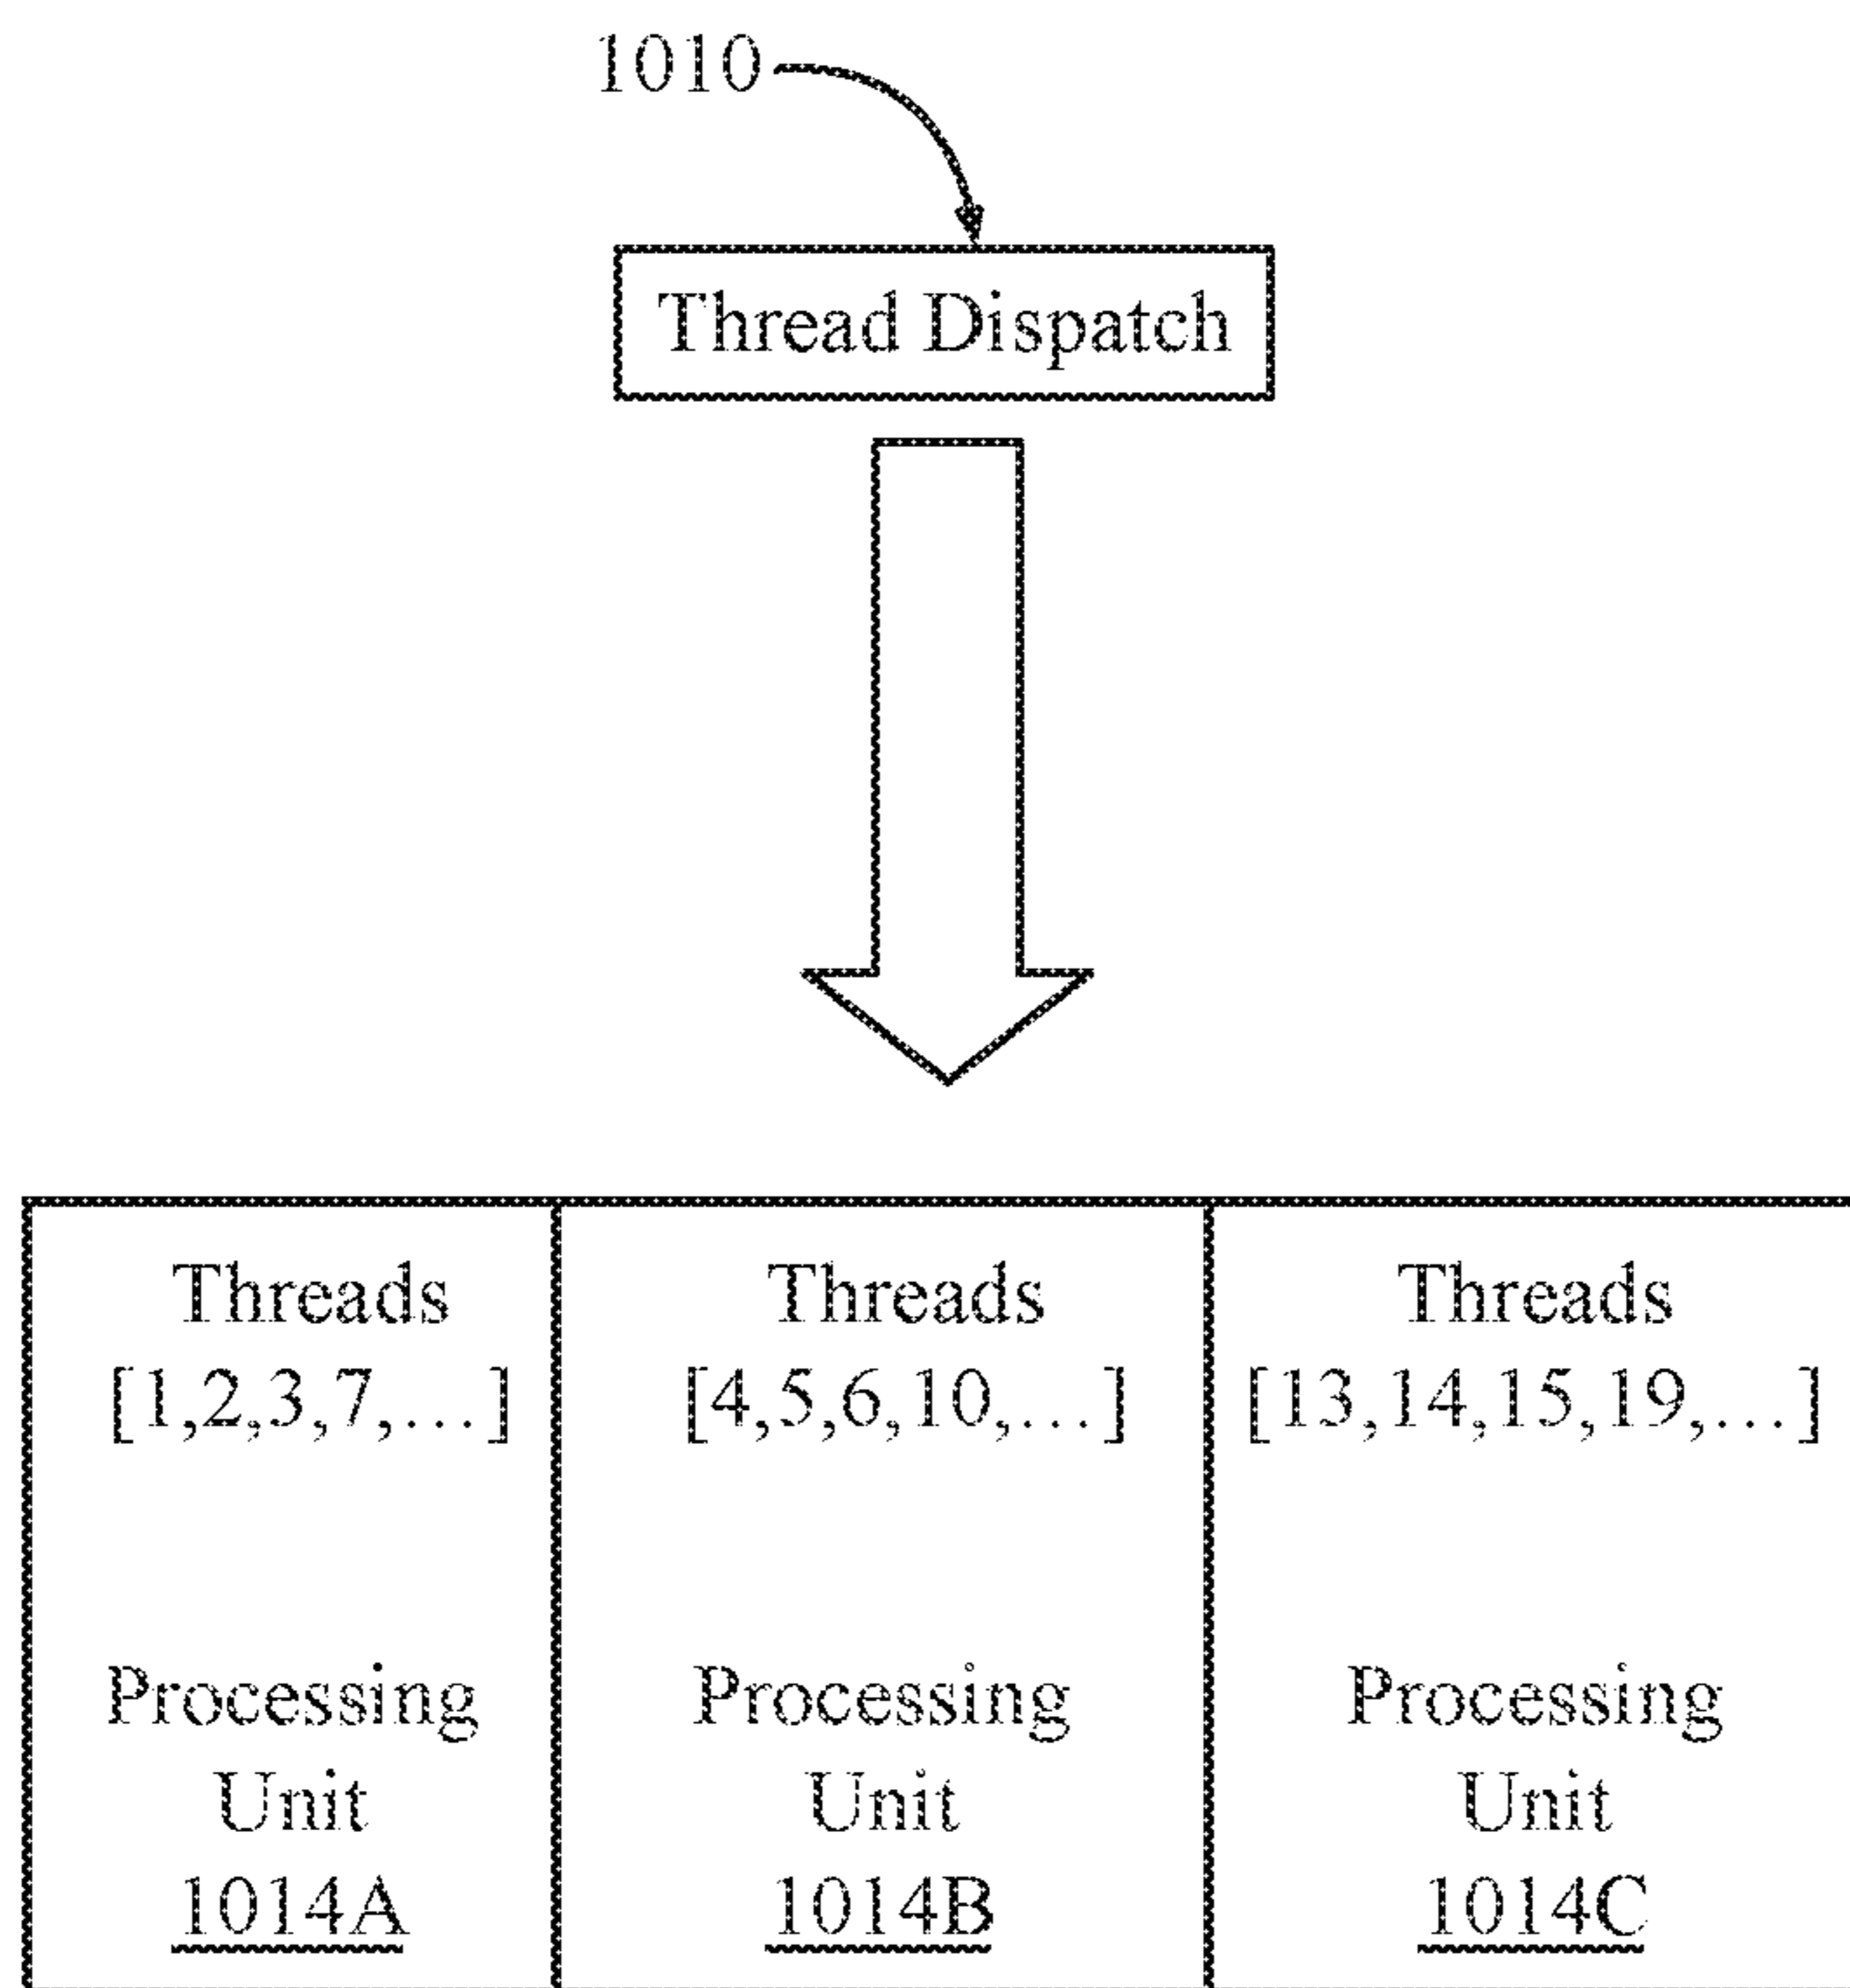 1010
Thread Dispatch
Threads
[1,2,3,7,...]
Processing
Unit
1014A
Threads
[4,5,6,10,...]
Processing
Unit
1014B
Threads
[13,14,15,19,...]
Processing
Unit
1014C